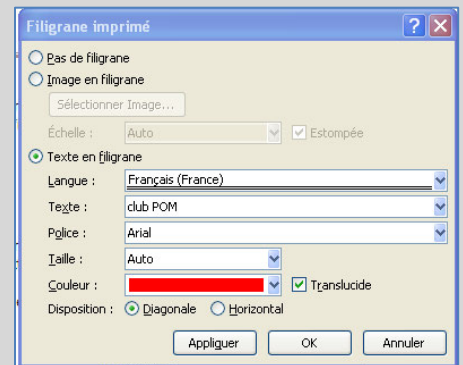 Filigrane imprimé
Pas de filigrane
Image en filigrane
Sélectionner Image...
Échelle : Auto Estompée
Texte en filigrane
Langue : Français (France)
Texte : club POM
Police : Arial
Taille : Auto
Couleur : Translucide
Disposition : Diagonale Horizontal
Appliquer OK Annuler